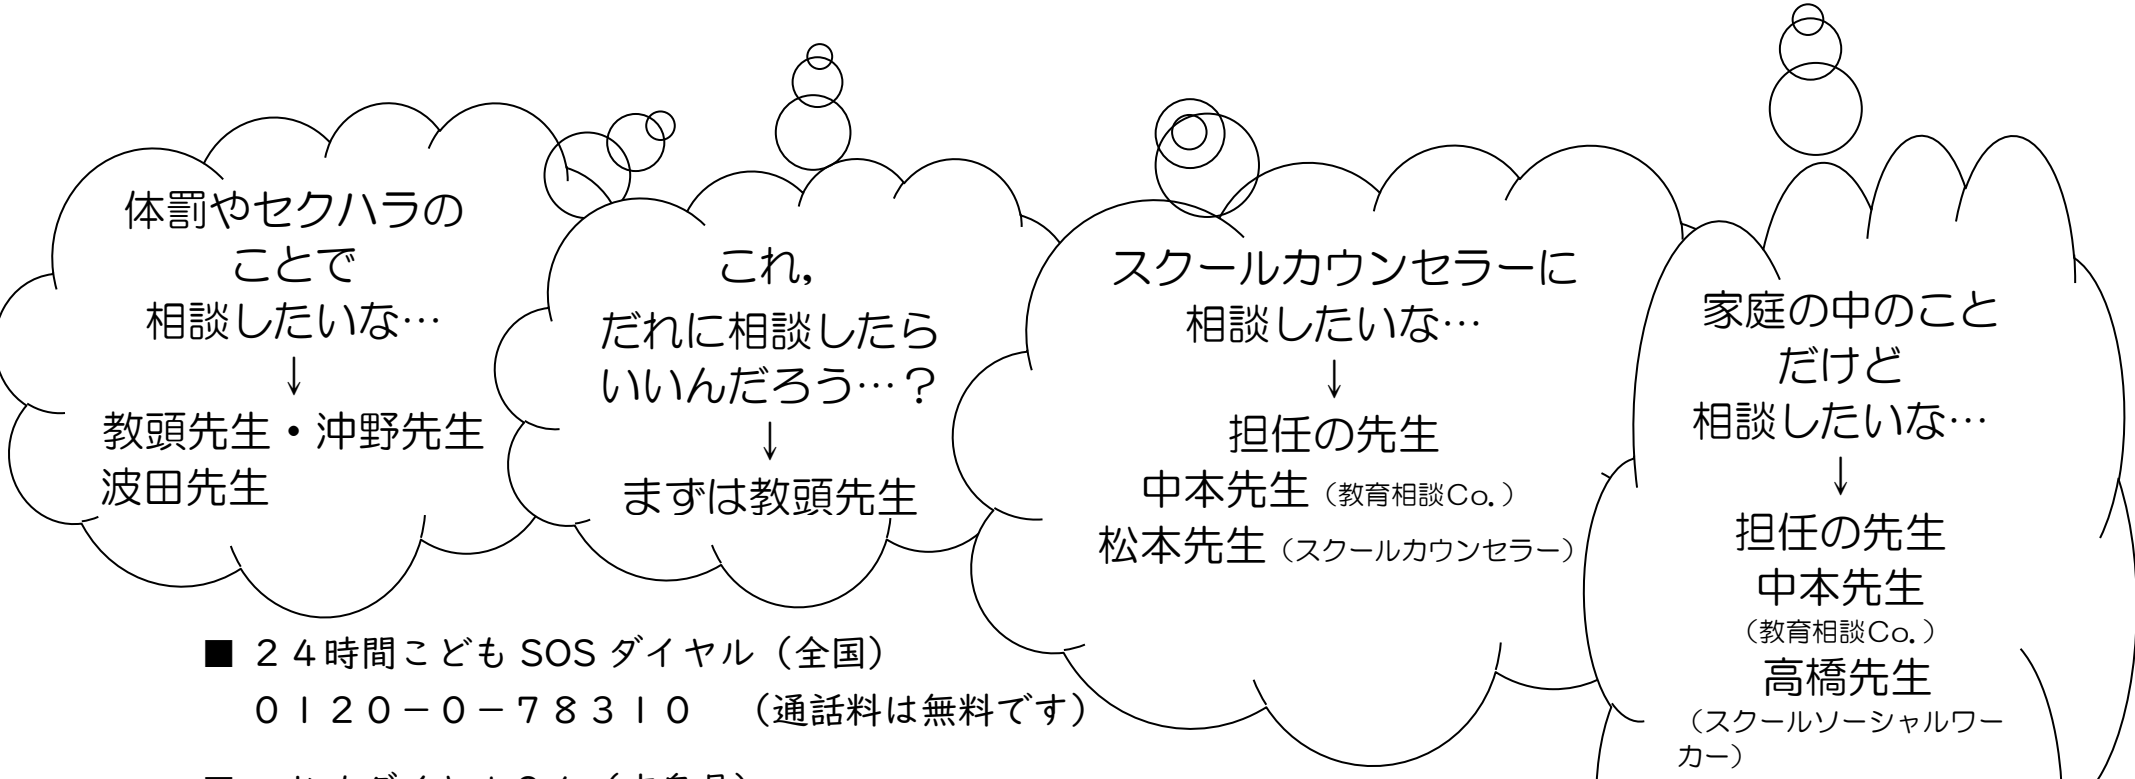 体罰やセクハラの
ことで
相談したいな…
↓
教頭先生・沖野先生
波田先生
これ，
だれに相談したら
いいんだろう…？
↓
まずは教頭先生
スクールカウンセラーに
相談したいな…
↓
担任の先生
中本先生（教育相談Co.）
松本先生（スクールカウンセラー）
家庭の中のこと
だけど
相談したいな…
↓
担任の先生
中本先生
（教育相談Co.）
高橋先生
（スクールソーシャルワー
カー）
■ ２４時間こども SOS ダイヤル（全国）
０１２０－０－７８３１０　（通話料は無料です）